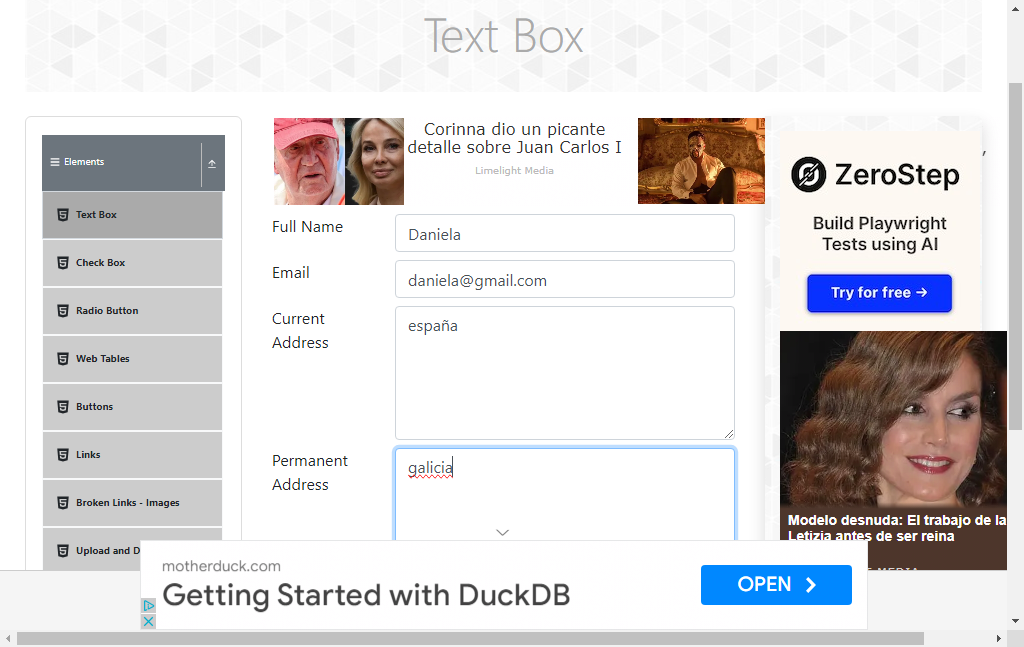 Text Box
Elements
Text Box
Check Box
Radio Button
Web Tables
Buttons
Links
Broken Links - Images
Upload and D
Corinna dio un picante
detalle sobre Juan Carlos I
Limelight Media
Full Name
Daniela
Email
daniela@gmail.com
Current
Address
españa
Permanent
Address
galicia
ZeroStep
Build Playwright
Tests using AI
Try for free →
Modelo desnuda: El trabajo de la
Letizia antes de ser reina
motherduck.com
Getting Started with DuckDB
OPEN